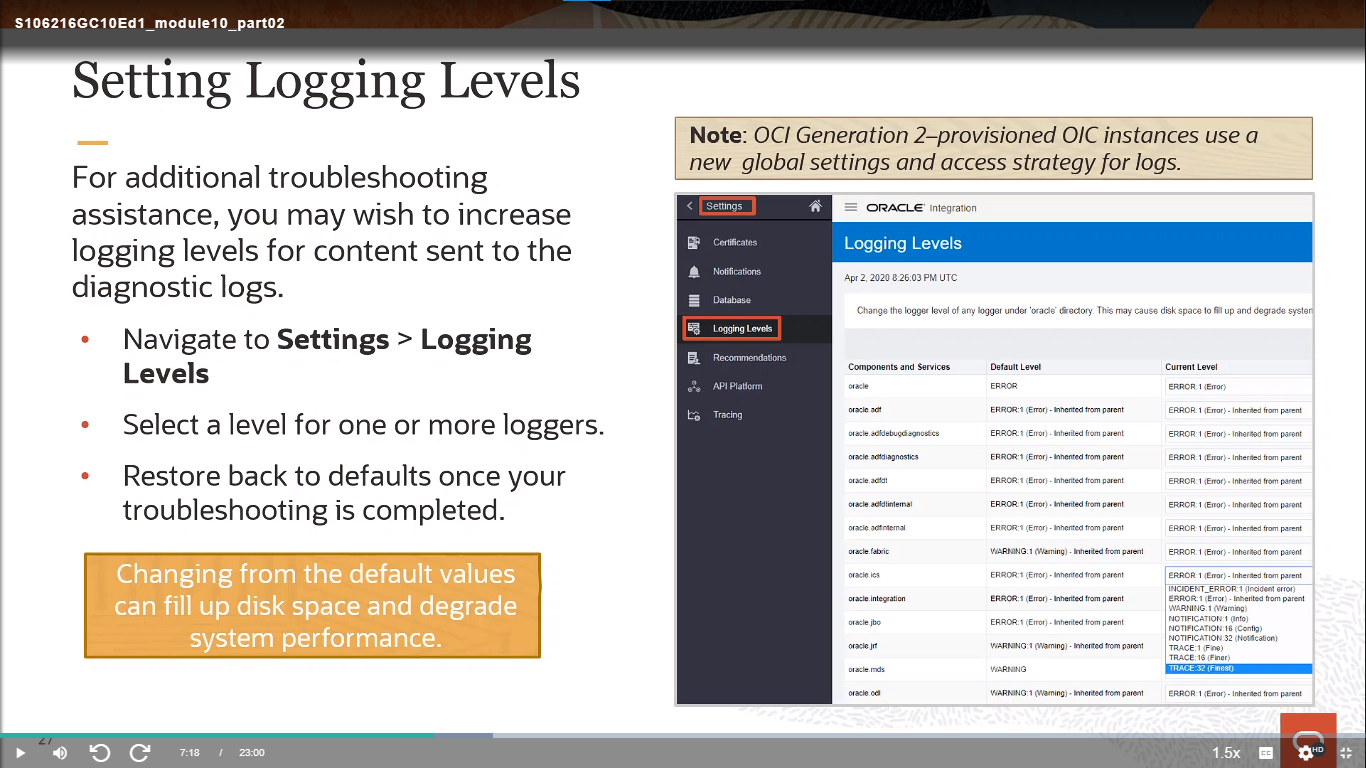 S106216GC10Ed1_module10_part02
Setting Logging Levels
For additional troubleshooting
assistance, you may wish to increase
logging levels for content sent to the
diagnostic logs.
• Navigate to Settings > Logging
Levels
• Select a level for one or more loggers.
• Restore back to defaults once your
troubleshooting is completed.
Changing from the default values
can fill up disk space and degrade
system performance.
Note: OCI Generation 2–provisioned OIC instances use a
new global settings and access strategy for logs.
Settings
Certificates
Notifications
Database
Logging Levels
Recommendations
API Platform
Tracing
ORACLE Integration
Logging Levels
Apr 2, 2020 8:26:03 PM UTC
Change the logger level of any logger under 'oracle' directory. This may cause disk space to fill up and degrade system
Components and Services Default Level Current Level
oracle ERROR ERROR:1 (Error)
oracle.adf ERROR:1 (Error) - Inherited from parent ERROR:1 (Error) - Inherited from parent
oracle.adfdebugdiagnostics ERROR:1 (Error) - Inherited from parent ERROR:1 (Error) - Inherited from parent
oracle.adfdiagnostics ERROR:1 (Error) - Inherited from parent ERROR:1 (Error) - Inherited from parent
oracle.adfdt ERROR:1 (Error) - Inherited from parent ERROR:1 (Error) - Inherited from parent
oracle.adfdtinternal ERROR:1 (Error) - Inherited from parent ERROR:1 (Error) - Inherited from parent
oracle.adfinternal ERROR:1 (Error) - Inherited from parent ERROR:1 (Error) - Inherited from parent
oracle.fabric WARNING:1 (Warning) - Inherited from parent ERROR:1 (Error) - Inherited from parent
oracle.ics ERROR:1 (Error) - Inherited from parent ERROR:1 (Error) - Inherited from parent
INCIDENT_ERROR:1 (Incident error)
oracle.integration ERROR:1 (Error) - Inherited from parent ERROR:1 (Error) - Inherited from parent
WARNING:1 (Warning)
NOTIFICATION:1 (Info)
oracle.jbo ERROR:1 (Error) - Inherited from parent NOTIFICATION:16 (Config)
NOTIFICATION:32 (Notification)
oracle.jrf WARNING:1 (Warning) - Inherited from parent TRACE:1 (Fine)
TRACE:16 (Finer)
oracle.mds WARNING TRACE:32 (Finest)
oracle.odl WARNING:1 (Warning) - Inherited from parent ERROR:1 (Error) - Inherited from parent
27
7:18 / 23:00
1.5x
CC
HD